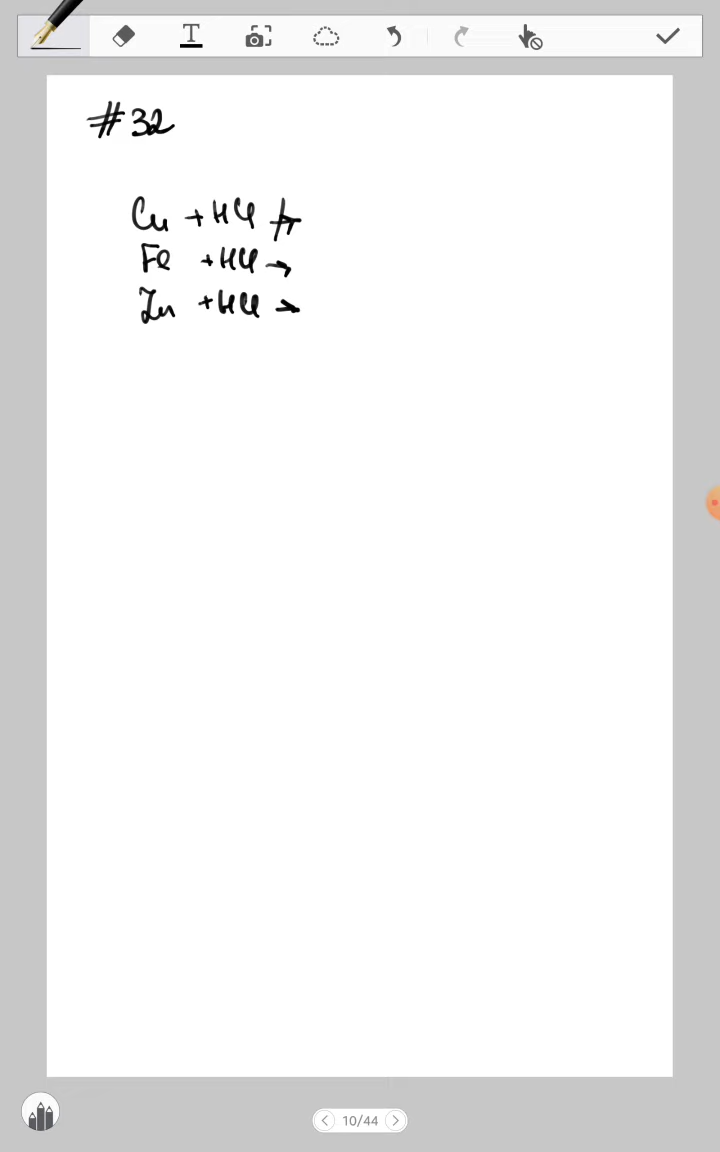 T
#32
Cu + HCl ↛
Fe + HCl →
Zn + HCl →
10/44